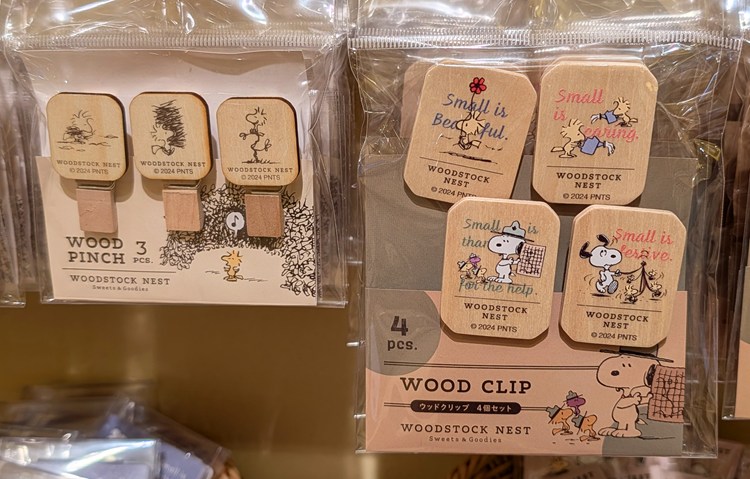 WOODSTOCK NEST
© 2024 PNTS
WOODSTOCK NEST
© 2024 PNTS
WOODSTOCK NEST
© 2024 PNTS
WOOD
PINCH
3
PCS.
WOODSTOCK NEST
Sweets & Goodies
Small is
WOODSTOCK
NEST
© 2024 PNTS
Small
is
WOODSTOCK
NEST
© 2024 PNTS
Small is
for the help.
WOODSTOCK
NEST
© 2024 PNTS
Small is
festive.
WOODSTOCK
NEST
© 2024 PNTS
4
pcs.
WOOD CLIP
ウッドクリップ 4個セット
WOODSTOCK NEST
Sweets & Goodies